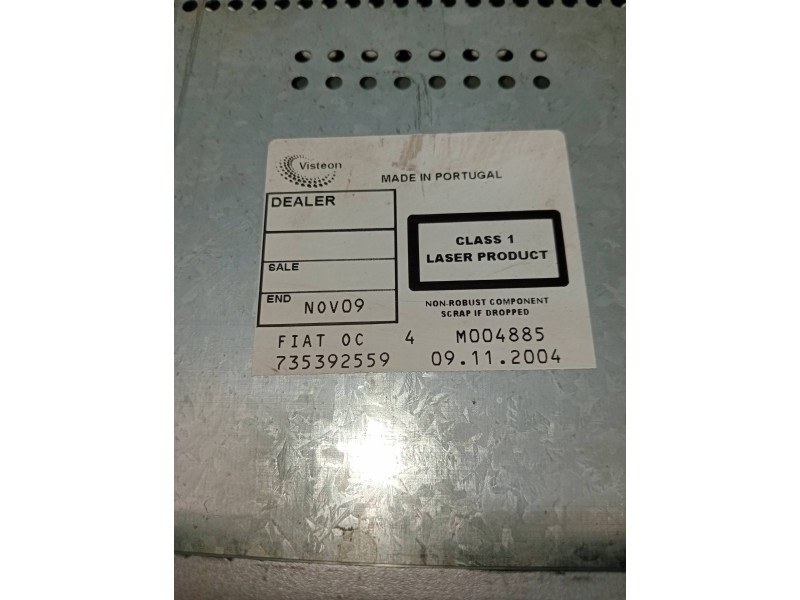 Visteon
MADE IN PORTUGAL
DEALER
CLASS 1
LASER PRODUCT
SALE
END NOV09
NON-ROBUST COMPONENT
SCRAP IF DROPPED
FIAT OC 4 M004885
735392559 09.11.2004